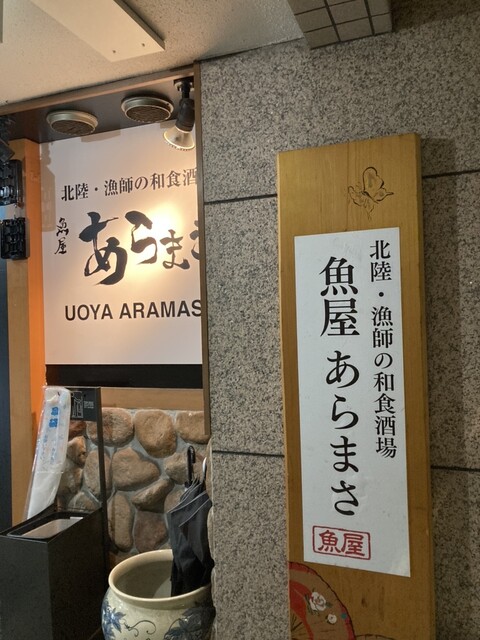 北陸・漁師の和食酒
魚屋
あらまさ
UOYA ARAMAS
北陸・漁師の和食酒場
魚屋 あらまさ
魚屋